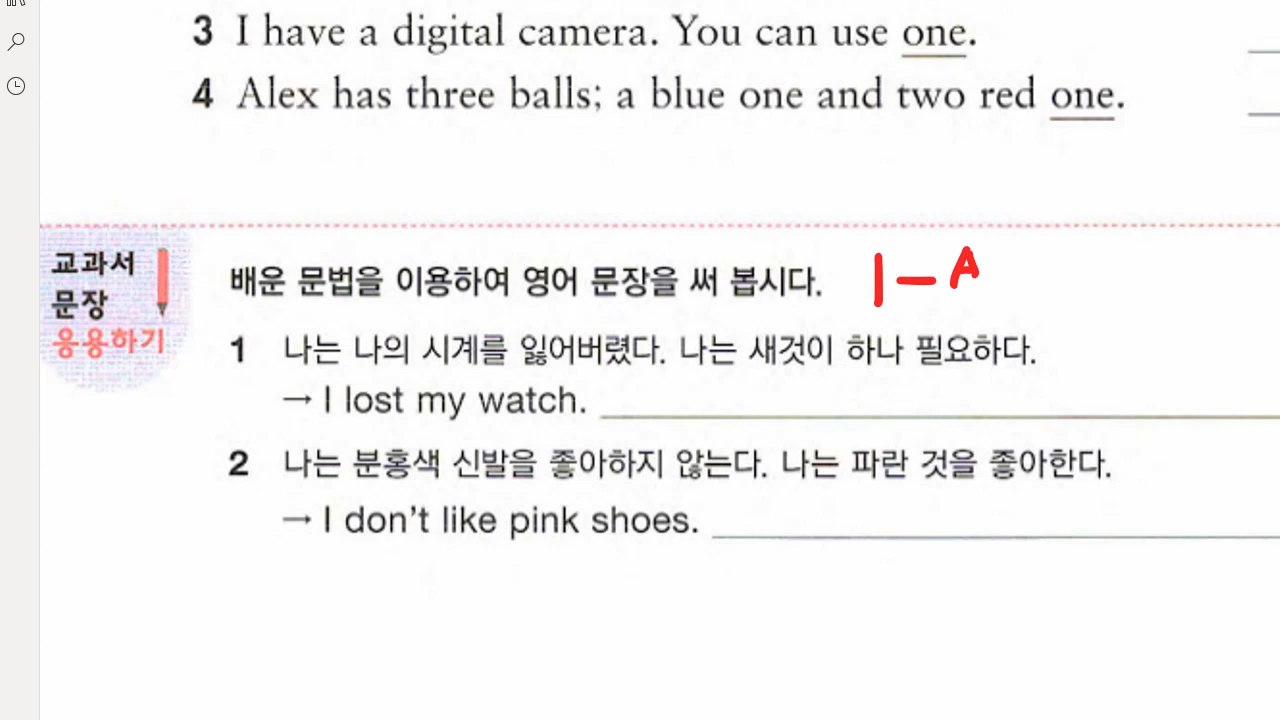 3 I have a digital camera. You can use one.
4 Alex has three balls; a blue one and two red one.
교과서
문장
응용하기
배운 문법을 이용하여 영어 문장을 써 봅시다. 1-A
1 나는 나의 시계를 잃어버렸다. 나는 새것이 하나 필요하다.
→ I lost my watch.
2 나는 분홍색 신발을 좋아하지 않는다. 나는 파란 것을 좋아한다.
→ I don't like pink shoes.